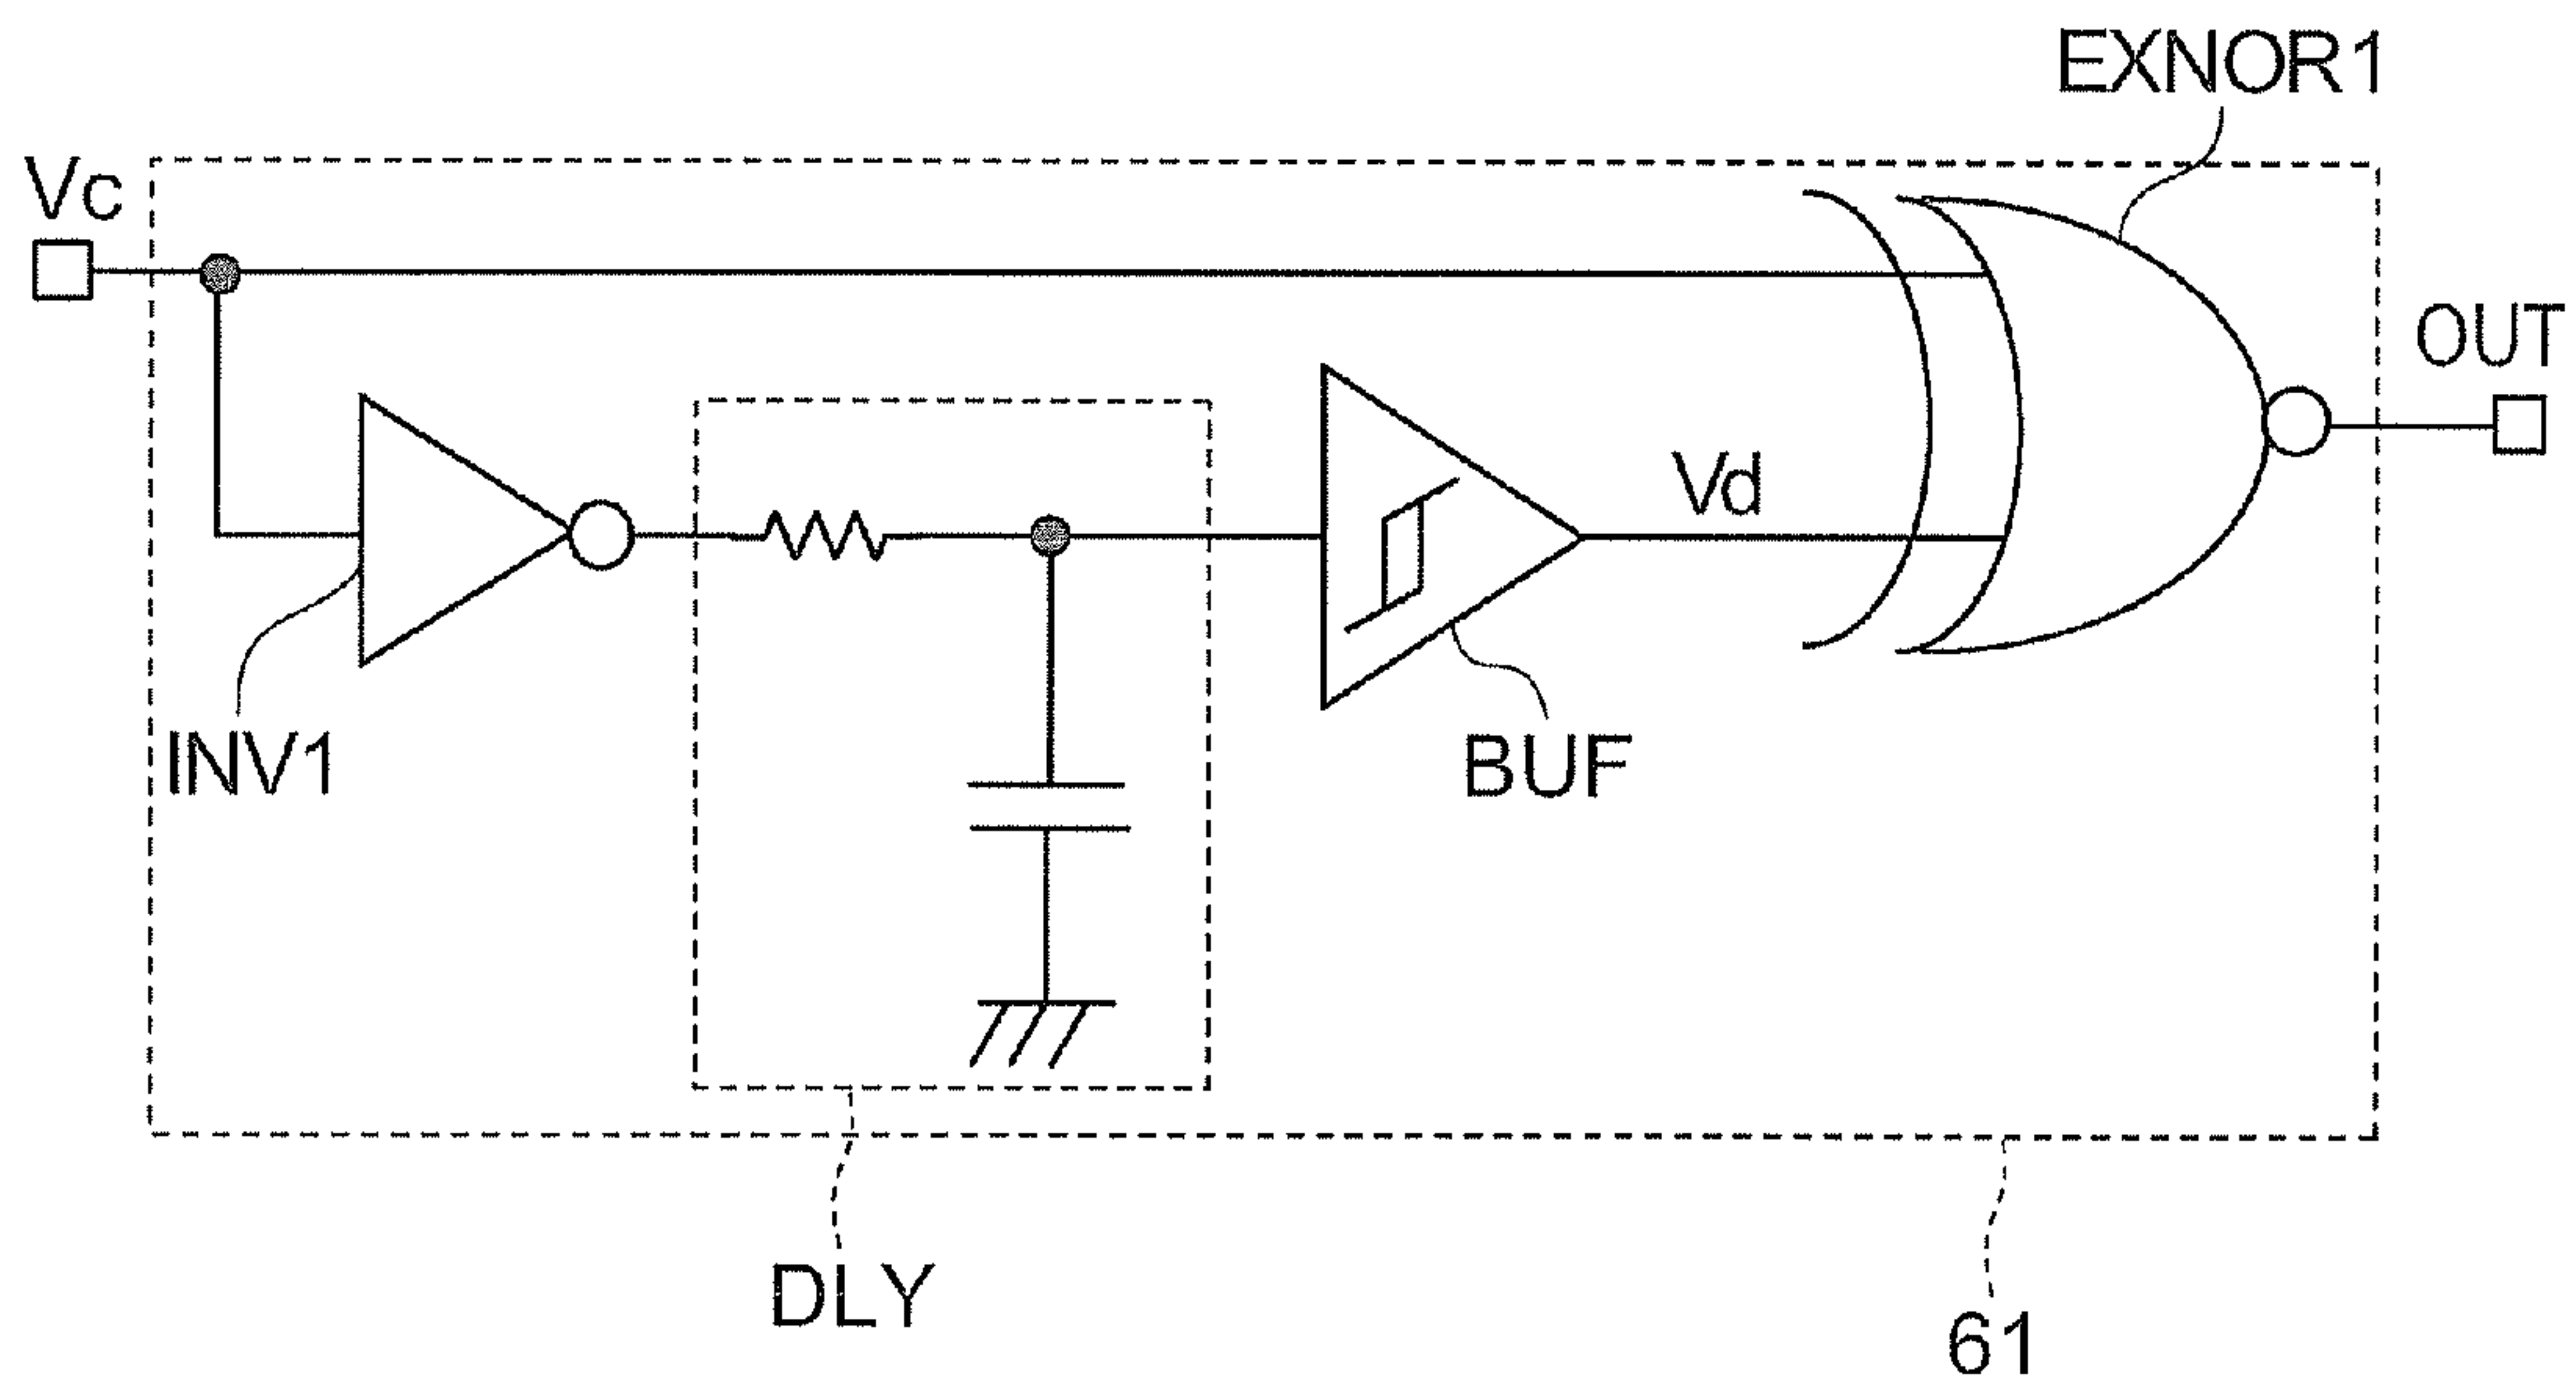 EXNOR1
Vc
OUT
Vd
INV1
BUF
DLY
61